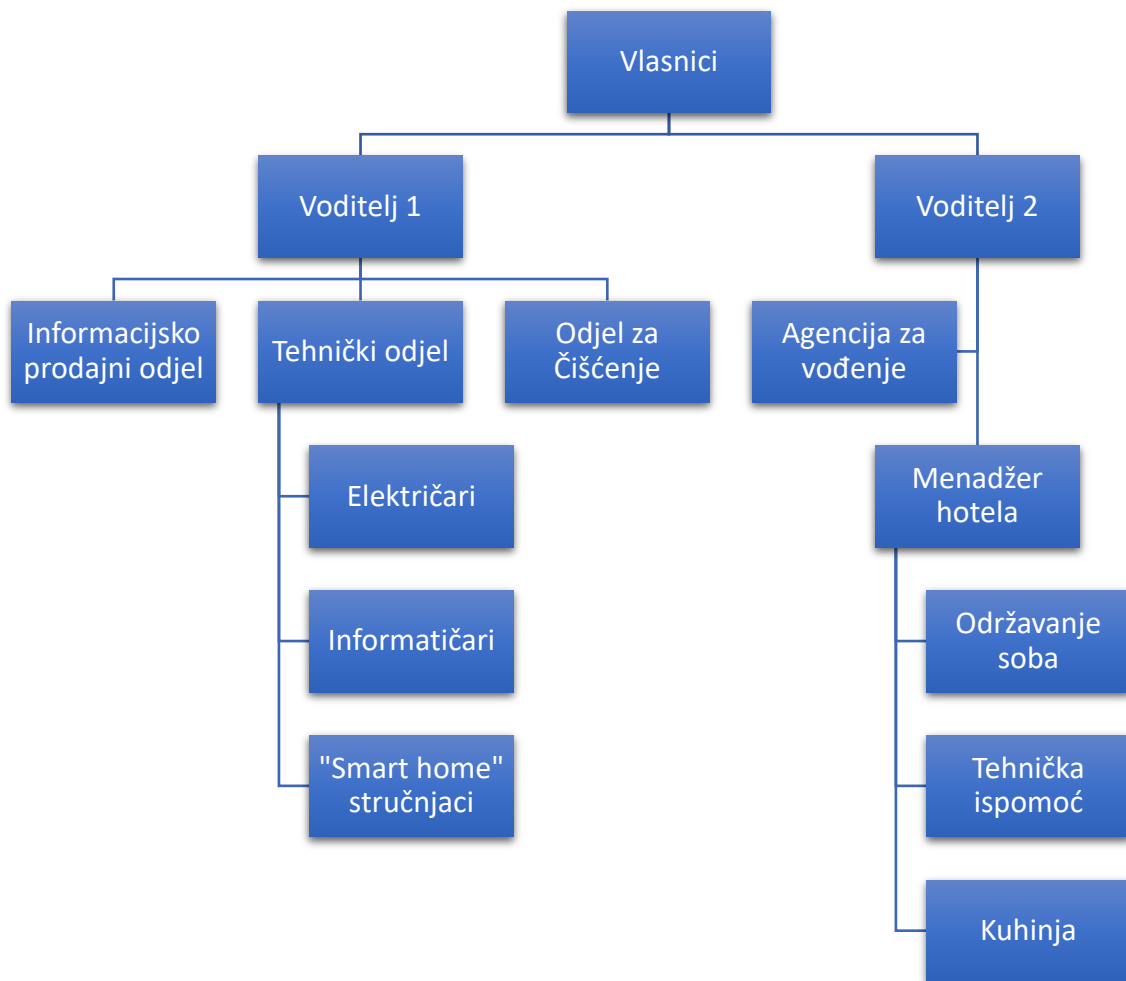 Vlasnici
Voditelj 1
Voditelj 2
Informacijsko
prodajni odjel
Tehnički odjel
Odjel za
Čišćenje
Agencija za
vođenje
Električari
Menadžer
hotela
Informatičari
Održavanje
soba
"Smart home"
stručnjaci
Tehnička
ispomoć
Kuhinja